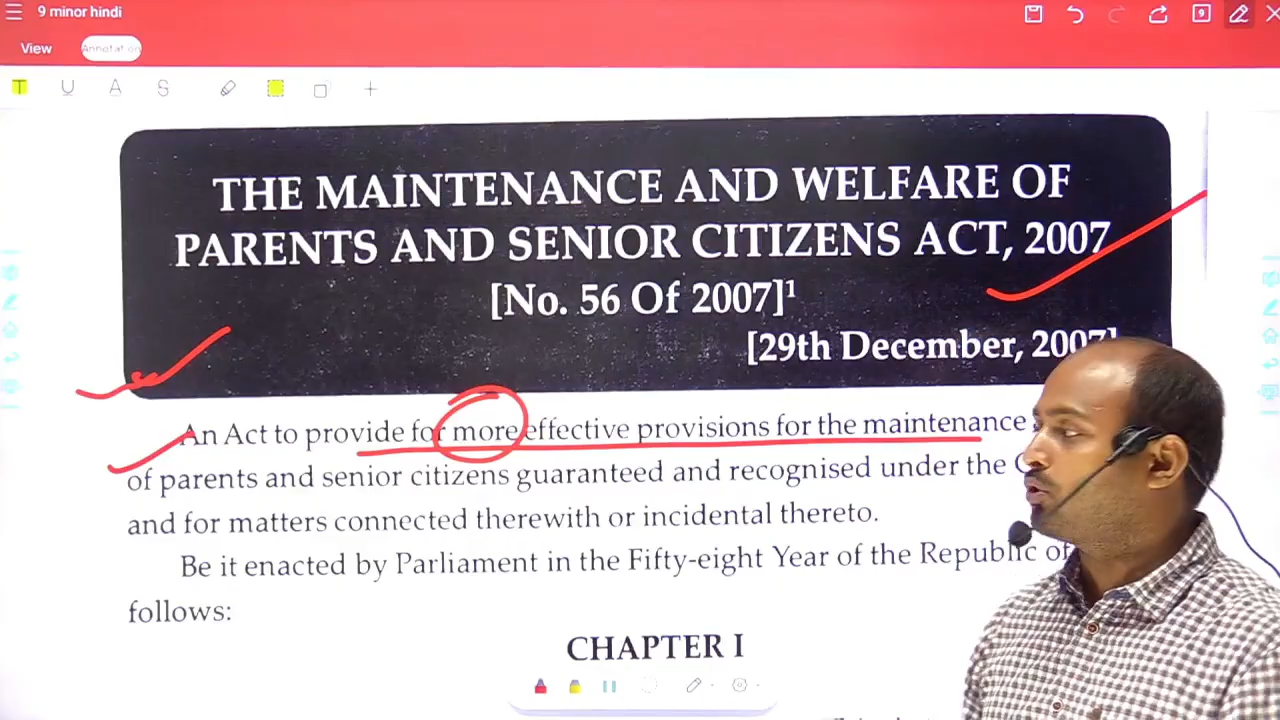 9 minor hindi
View
Annotation
T U A S
9
THE MAINTENANCE AND WELFARE OF
PARENTS AND SENIOR CITIZENS ACT, 2007
[No. 56 Of 2007]¹
[29th December, 2007]
An Act to provide for more effective provisions for the maintenance
of parents and senior citizens guaranteed and recognised under the
and for matters connected therewith or incidental thereto.
Be it enacted by Parliament in the Fifty-eight Year of the Republic of
follows:
CHAPTER I